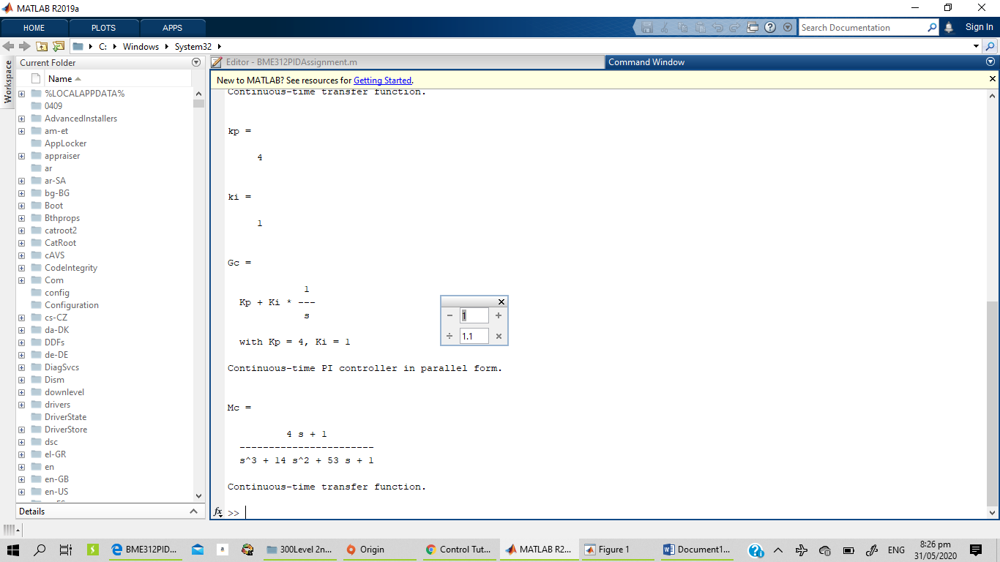 MATLAB R2019a
HOME PLOTS APPS
Search Documentation
Sign In
C: Windows System32
Workspace
Current Folder
Name
%LOCALAPPDATA%
0409
AdvancedInstallers
am-et
AppLocker
appraiser
ar
ar-SA
bg-BG
Boot
Bthprops
catroot2
CatRoot
cAVS
CodeIntegrity
Com
config
Configuration
cs-CZ
da-DK
DDFs
de-DE
DiagSvcs
Dism
downlevel
drivers
DriverState
DriverStore
dsc
el-GR
en
en-GB
en-US
Details
Editor - BME312PIDAssignment.m
Command Window
New to MATLAB? See resources for Getting Started.
Continuous-time transfer function.
kp =
4
ki =
1
Gc =
1
Kp + Ki * ---
s
with Kp = 4, Ki = 1
Continuous-time PI controller in parallel form.
Mc =
4 s + 1
-----------------------
s^3 + 14 s^2 + 53 s + 1
Continuous-time transfer function.
fx >>
− 1 +
÷ 1.1 ×
BME312PID...
a
300Level 2n...
Origin
Control Tut...
MATLAB R2...
Figure 1
Document1...
ENG
8:26 pm
31/05/2020